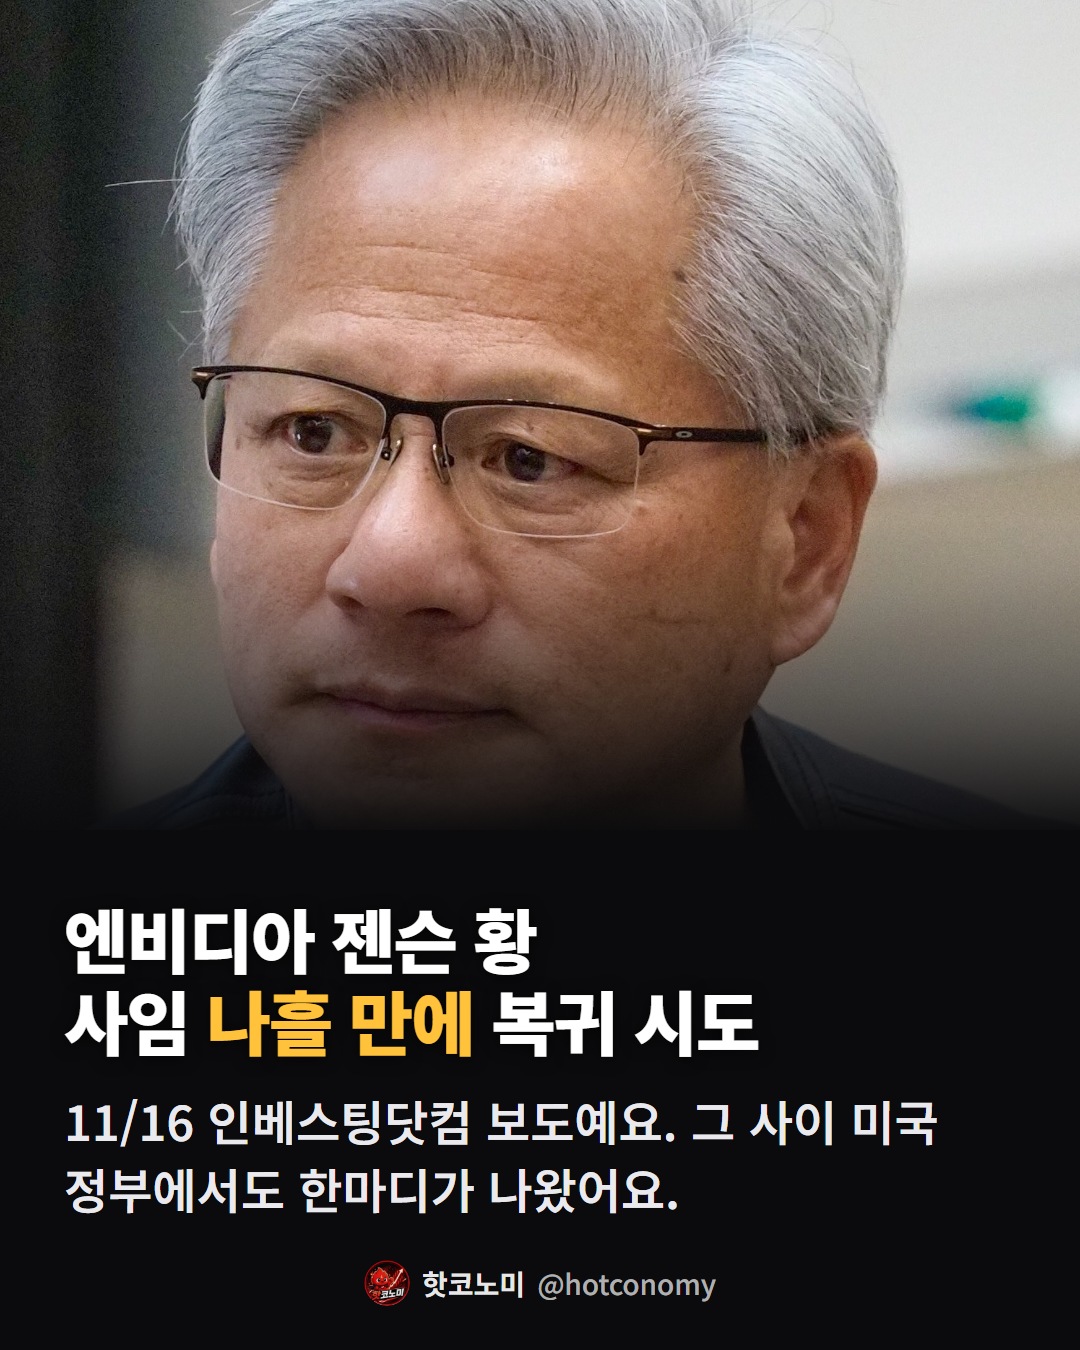 엔비디아 젠슨 황
사임 나흘 만에 복귀 시도
11/16 인베스팅닷컴 보도예요. 그 사이 미국
정부에서도 한마디가 나왔어요.
핫코노미 @hotconomy